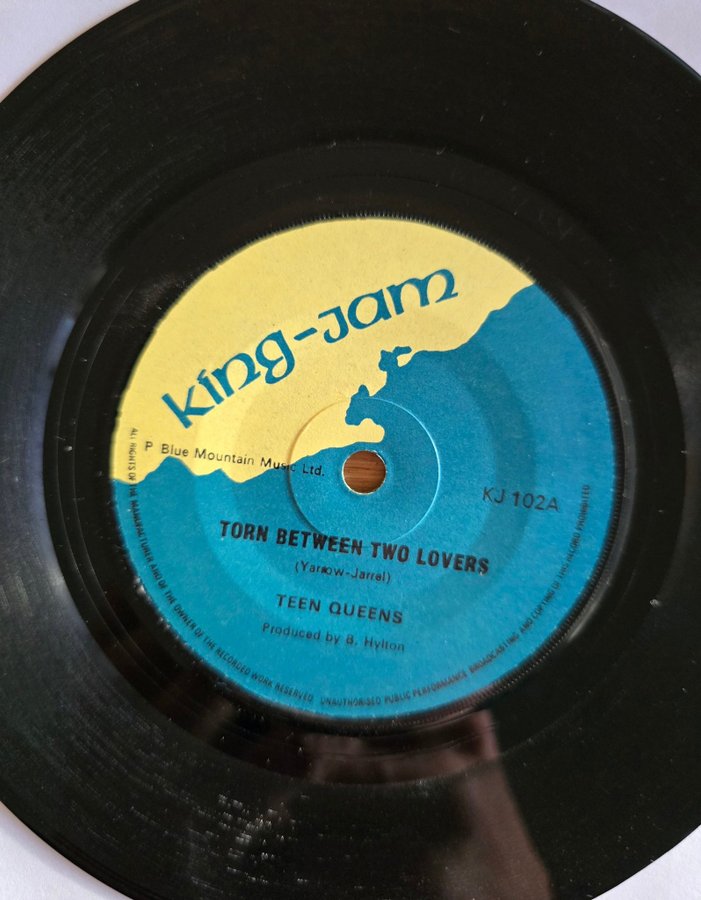 king-jam
P Blue Mountain Music Ltd.
KJ 102A
TORN BETWEEN TWO LOVERS
(Yarrow-Jarral)
TEEN QUEENS
Produced by B. Hylton
ALL RIGHTS OF THE MANUFACTURER AND OF THE OWNER OF THE RECORDED WORK RESERVED UNAUTHORISED PUBLIC PERFORMANCE BROADCASTING AND COPYING OF THIS RECORD PROHIBITED